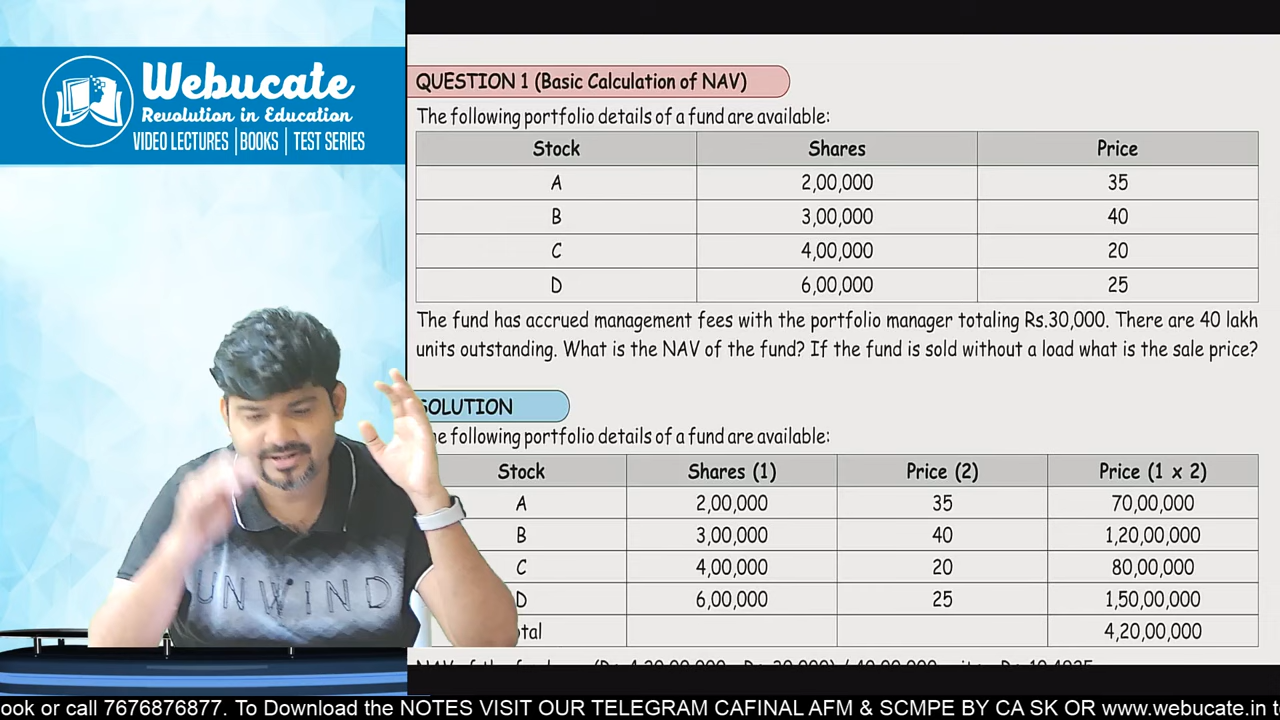 Webucate
Revolution in Education
VIDEO LECTURES | BOOKS | TEST SERIES
QUESTION 1 (Basic Calculation of NAV)
The following portfolio details of a fund are available:
Stock Shares Price
A 2,00,000 35
B 3,00,000 40
C 4,00,000 20
D 6,00,000 25
The fund has accrued management fees with the portfolio manager totaling Rs.30,000. There are 40 lakh
units outstanding. What is the NAV of the fund? If the fund is sold without a load what is the sale price?
SOLUTION
following portfolio details of a fund are available:
Stock Shares (1) Price (2) Price (1 x 2)
A 2,00,000 35 70,00,000
B 3,00,000 40 1,20,00,000
C 4,00,000 20 80,00,000
D 6,00,000 25 1,50,00,000
4,20,00,000
UNWIND
ook or call 7676876877. To Download the NOTES VISIT OUR TELEGRAM CAFINAL AFM & SCMPE BY CA SK OR www.webucate.in t